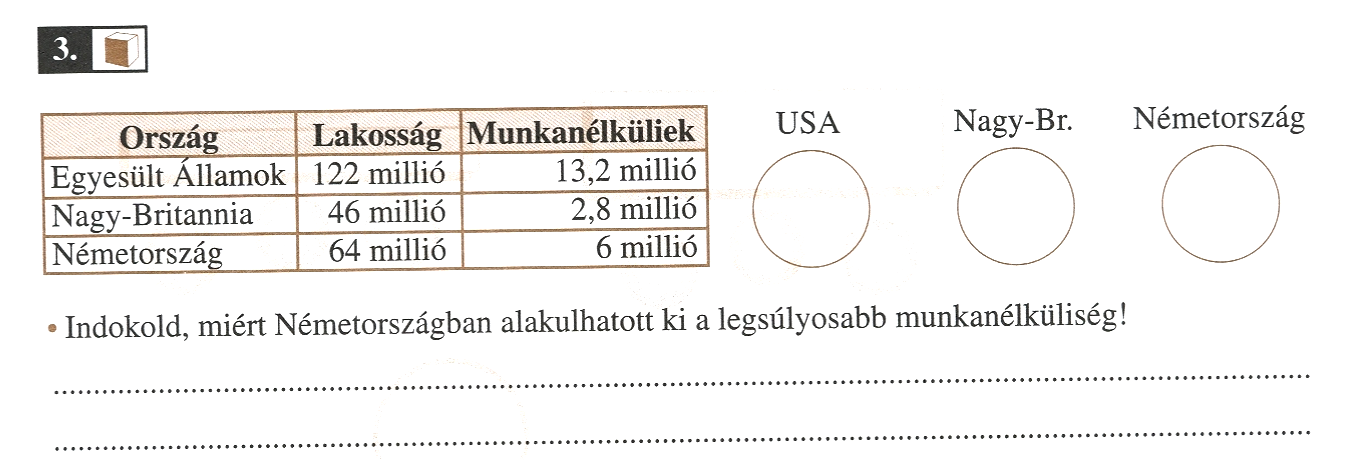 3.
Ország Lakosság Munkanélküliek
Egyesült Államok 122 millió 13,2 millió
Nagy-Britannia 46 millió 2,8 millió
Németország 64 millió 6 millió
USA Nagy-Br. Németország
• Indokold, miért Németországban alakulhatott ki a legsúlyosabb munkanélküliség!